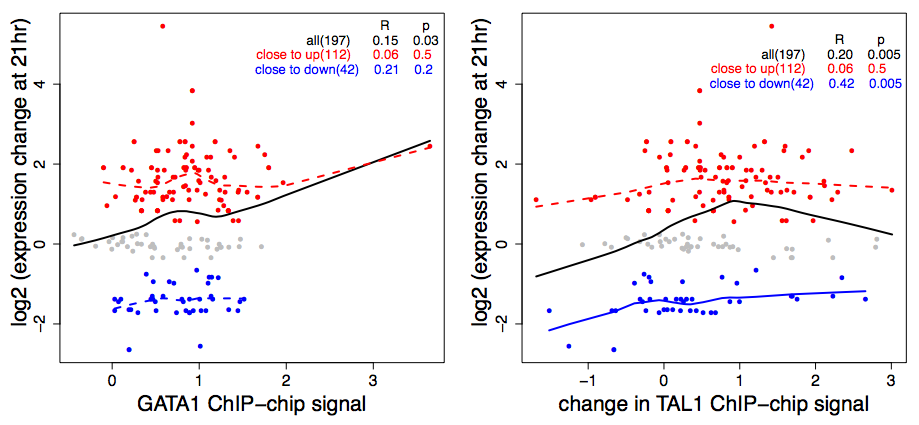 R p
all(197) 0.15 0.03
close to up(112) 0.06 0.5
close to down(42) 0.21 0.2
log2 (expression change at 21hr)
4
2
0
−2
0 1 2 3
GATA1 ChIP−chip signal
R p
all(197) 0.20 0.005
close to up(112) 0.06 0.5
close to down(42) 0.42 0.005
log2 (expression change at 21hr)
4
2
0
−2
−1 0 1 2 3
change in TAL1 ChIP−chip signal